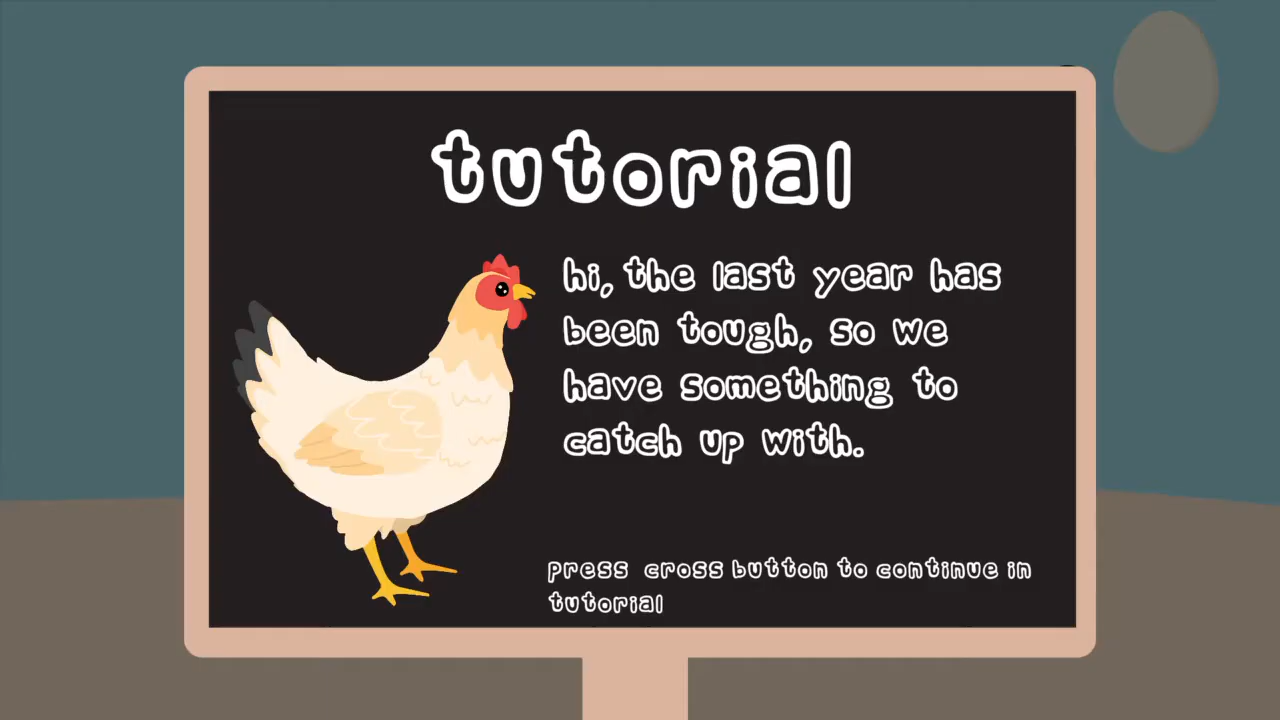 tutorial
hi, the last year has
been tough, so we
have something to
catch up with.
Press cross button to continue in
tutorial